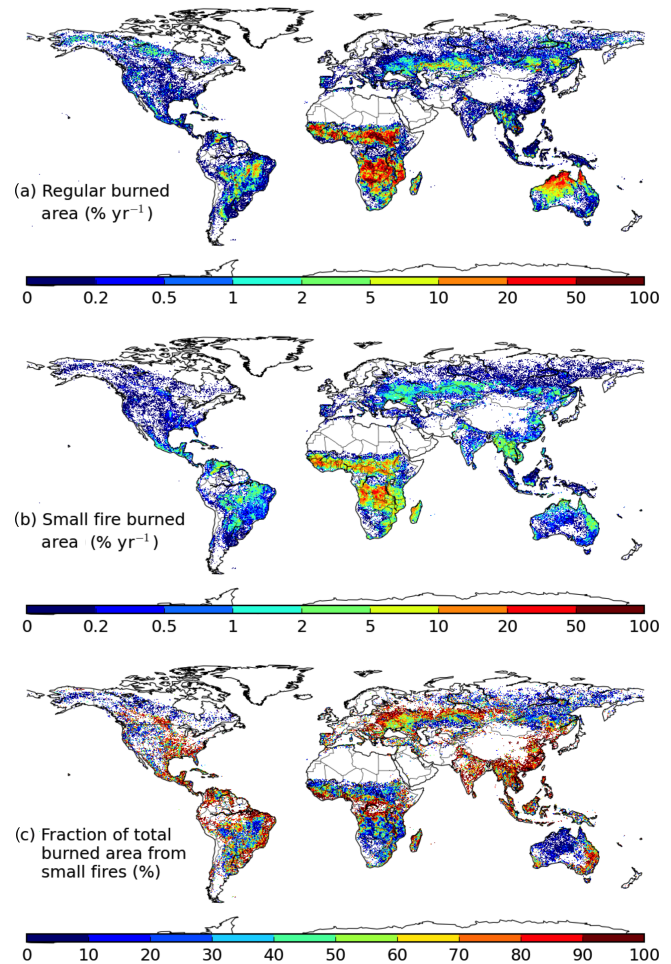 (a) Regular burned
area (% yr⁻¹)
0 0.2 0.5 1 2 5 10 20 50 100
(b) Small fire burned
area (% yr⁻¹)
0 0.2 0.5 1 2 5 10 20 50 100
(c) Fraction of total
burned area from
small fires (%)
0 10 20 30 40 50 60 70 80 90 100